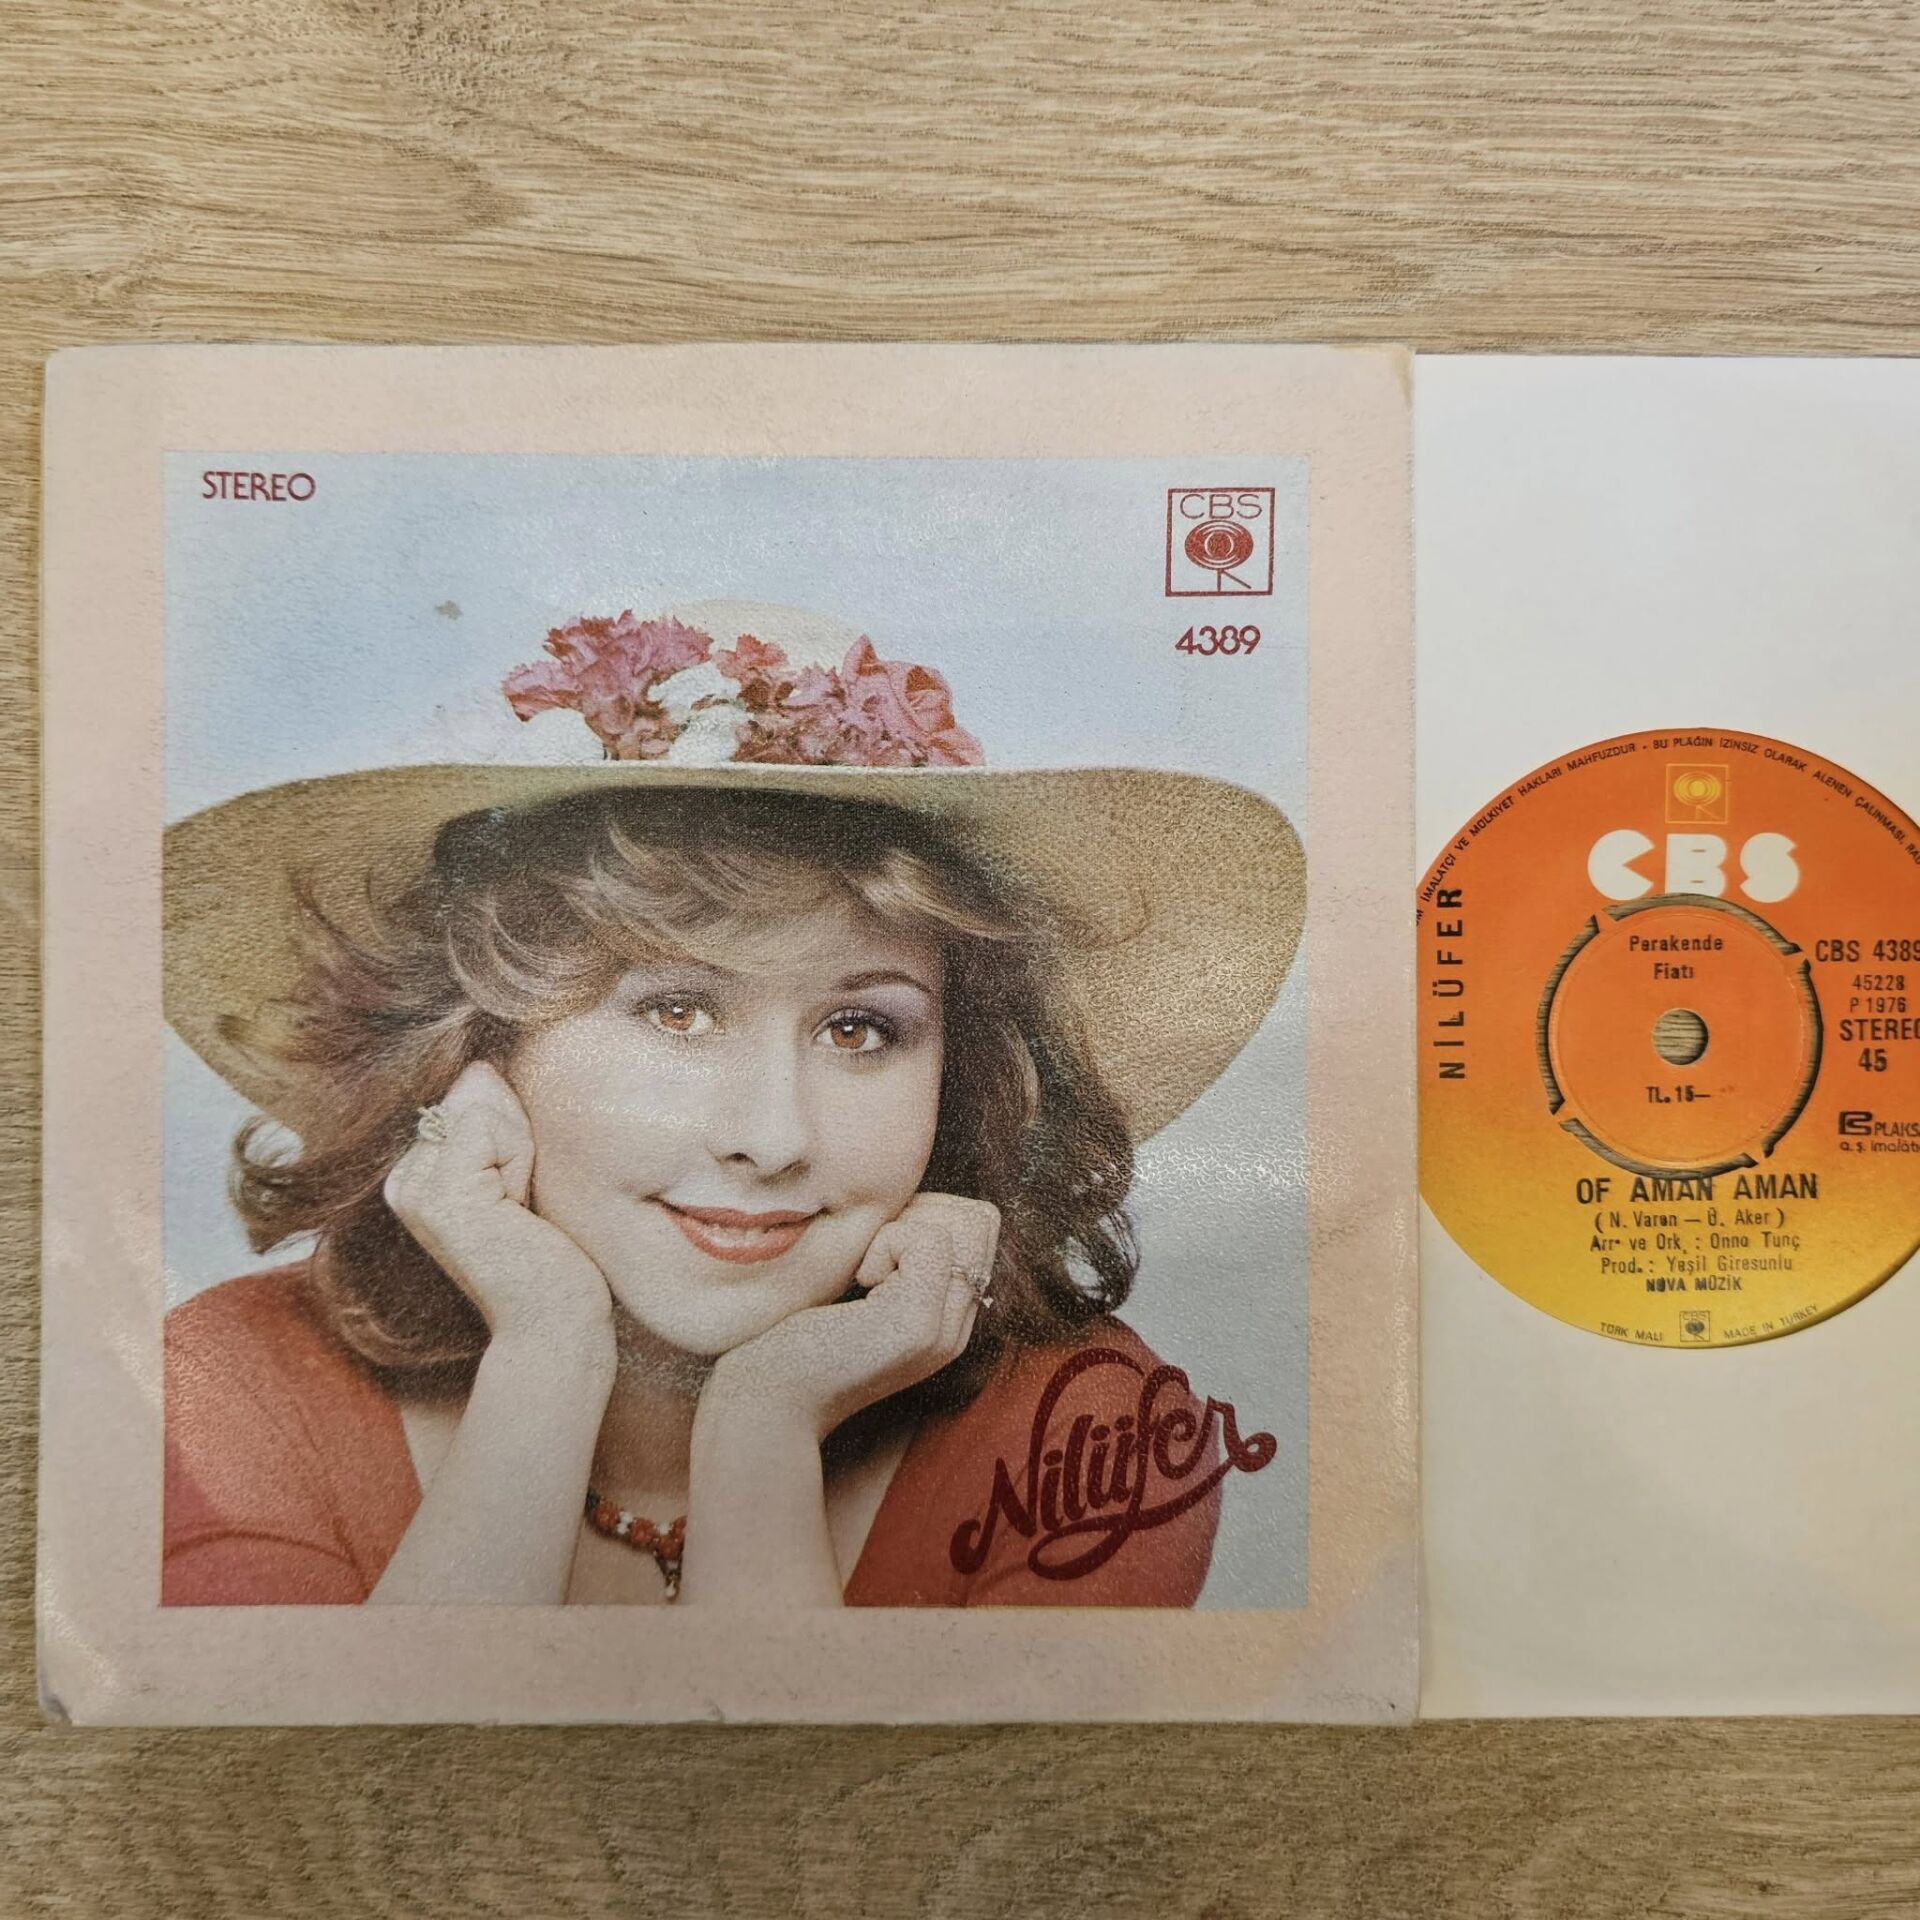 STEREO
CBS
4389
Nilüfer
İMALATÇI VE MÜLKİYET HAKLARI MAHFUZDUR • BU PLAĞIN İZİNSİZ OLARAK ALENEN ÇALINMASI,
CBS
NİLÜFER
Perakende
Fiatı
TL. 15—
CBS 4389
45228
P 1976
STEREO
45
PLAKS
a.ş. imalâtı
OF AMAN AMAN
( N. Varan — Ü. Aker )
Arr. ve Ork. : Onno Tunç
Prod. : Yeşil Giresunlu
NOVA MÜZİK
TÜRK MALI CBS MADE IN TURKEY